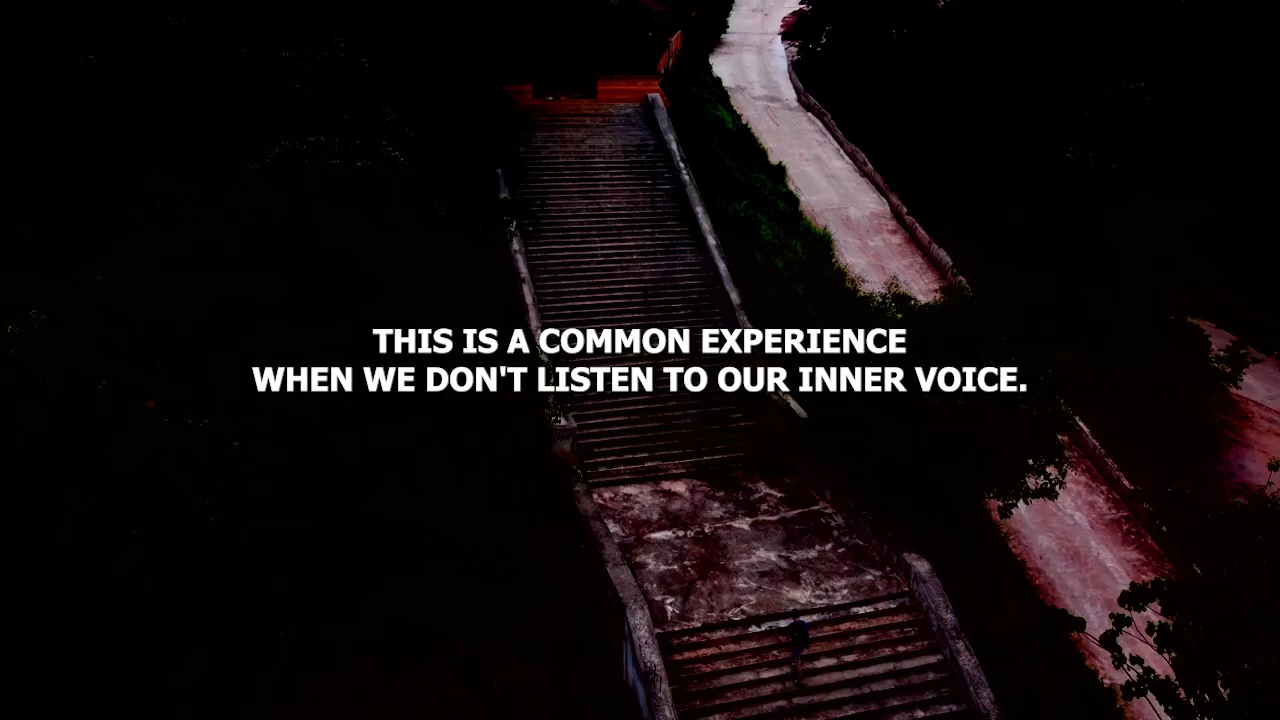 THIS IS A COMMON EXPERIENCE
WHEN WE DON'T LISTEN TO OUR INNER VOICE.